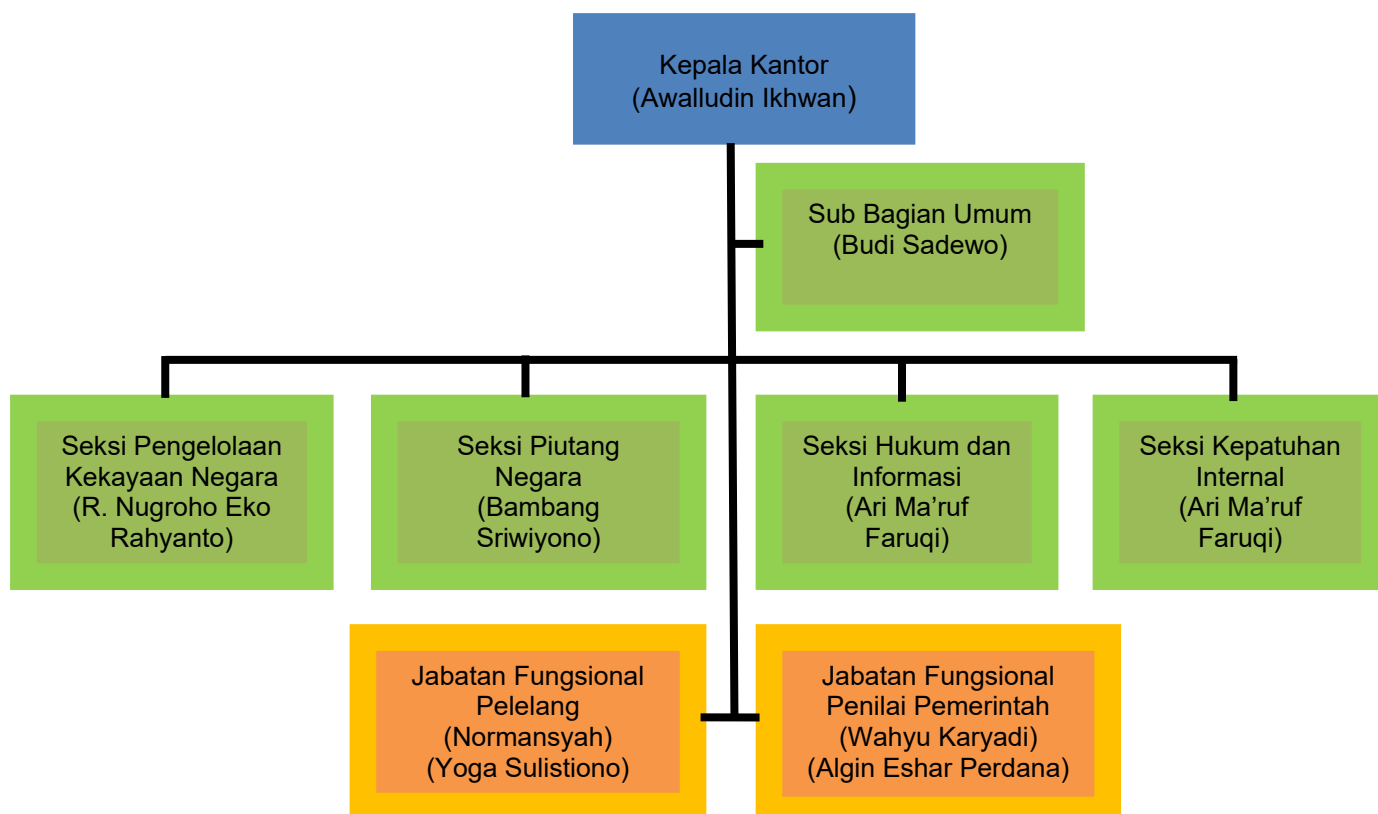 Kepala Kantor
(Awalludin Ikhwan)
Sub Bagian Umum
(Budi Sadewo)
Seksi Pengelolaan
Kekayaan Negara
(R. Nugroho Eko
Rahyanto)
Seksi Piutang
Negara
(Bambang
Sriwiyono)
Seksi Hukum dan
Informasi
(Ari Ma’ruf
Faruqi)
Seksi Kepatuhan
Internal
(Ari Ma’ruf
Faruqi)
Jabatan Fungsional
Pelelang
(Normansyah)
(Yoga Sulistiono)
Jabatan Fungsional
Penilai Pemerintah
(Wahyu Karyadi)
(Algin Eshar Perdana)